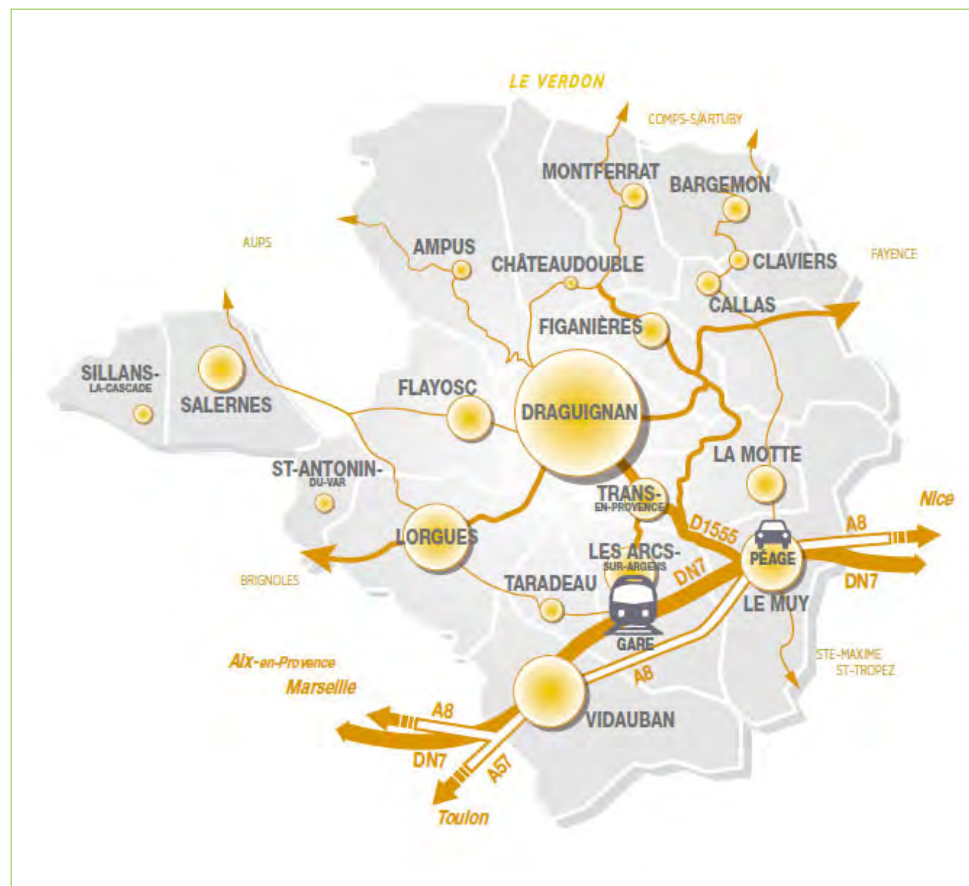 LE VERDON
COMPS-S/ARTUBY
MONTFERRAT
BARGEMON
AUPS
AMPUS
CHÂTEAUDOUBLE
CLAVIERS
FAYENCE
CALLAS
FIGANIÈRES
SILLANS-
LA-CASCADE
SALERNES
FLAYOSC
DRAGUIGNAN
LA MOTTE
ST-ANTONIN-
DU-VAR
TRANS-
EN-PROVENCE
Nice
A8
D1555
LORGUES
LES ARCS-
SUR-ARGENS
DN7
PÉAGE
DN7
BRIGNOLES
TARADEAU
LE MUY
GARE
STE-MAXIME
ST-TROPEZ
Aix-en-Provence
Marseille
A8
A8
VIDAUBAN
DN7
A57
Toulon